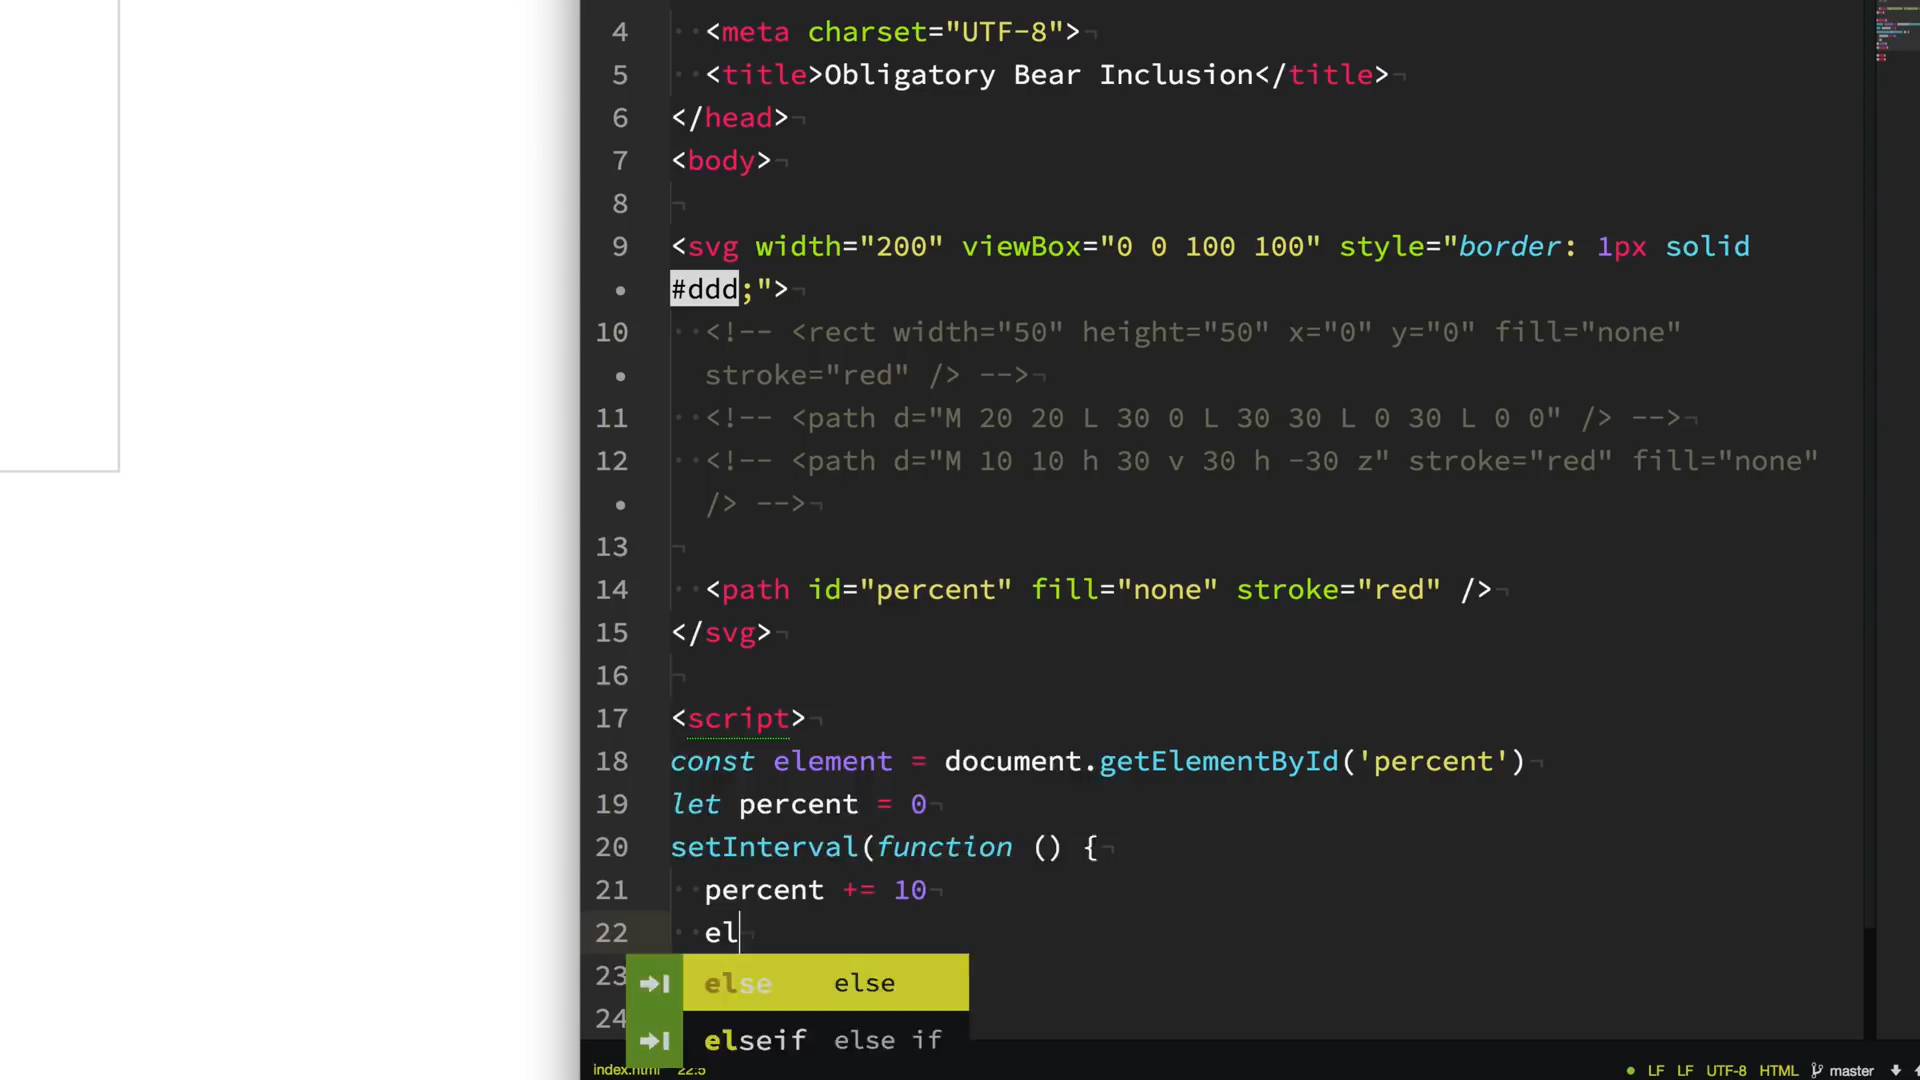 4 <meta charset="UTF-8">¬
5 <title>Obligatory Bear Inclusion</title>¬
6 </head>¬
7 <body>¬
8 ¬
9 <svg width="200" viewBox="0 0 100 100" style="border: 1px solid
• #ddd;">¬
10 <!-- <rect width="50" height="50" x="0" y="0" fill="none"
• stroke="red" /> -->¬
11 <!-- <path d="M 20 20 L 30 0 L 30 30 L 0 30 L 0 0" /> -->¬
12 <!-- <path d="M 10 10 h 30 v 30 h -30 z" stroke="red" fill="none"
• /> -->¬
13 ¬
14 <path id="percent" fill="none" stroke="red" />¬
15 </svg>¬
16 ¬
17 <script>¬
18 const element = document.getElementById('percent')¬
19 let percent = 0¬
20 setInterval(function () {¬
21 percent += 10¬
22 el¬
23 else else
24 elseif else if
index.html 22:5 LF LF UTF-8 HTML master